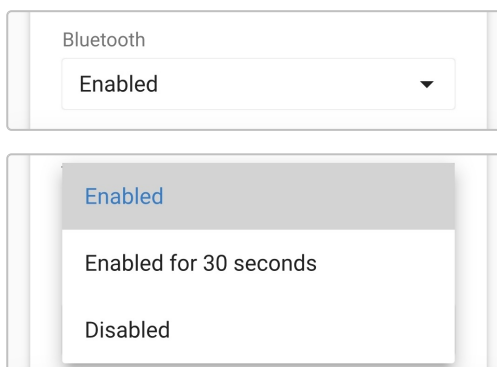 Bluetooth
Enabled
Enabled
Enabled for 30 seconds
Disabled